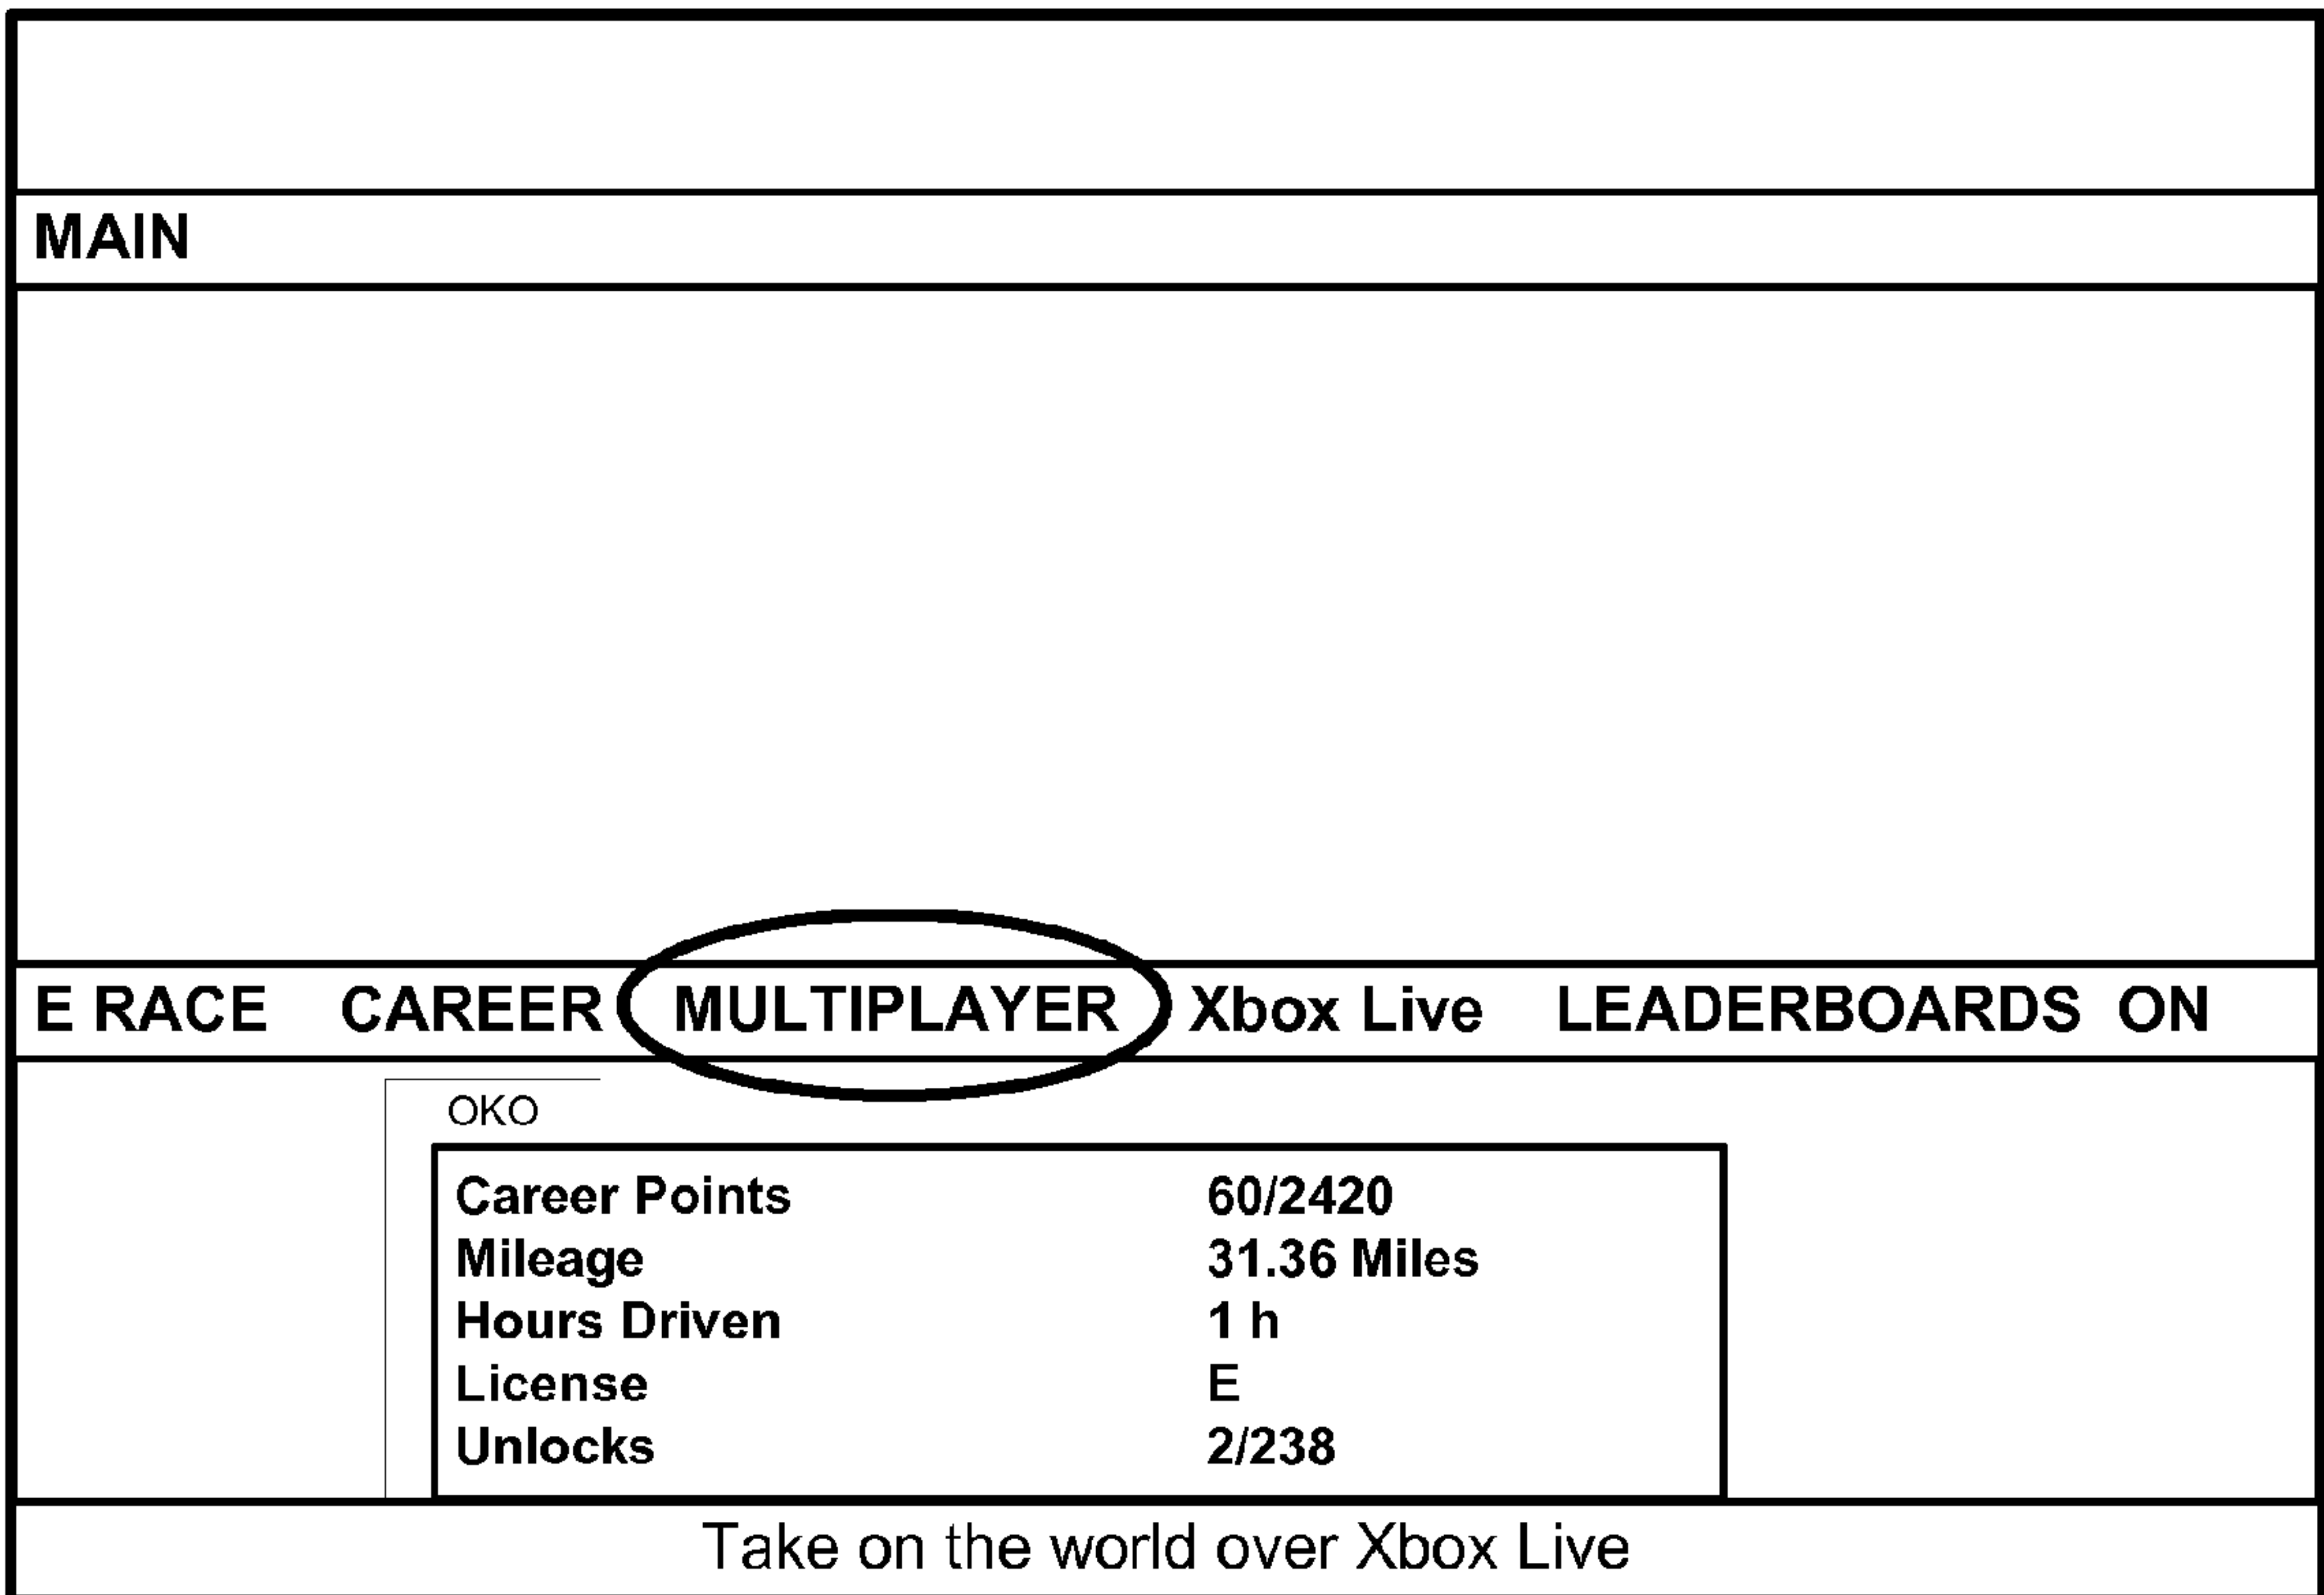 MAIN
E RACE CAREER MULTIPLAYER Xbox Live LEADERBOARDS ON
OKO
Career Points 60/2420
Mileage 31.36 Miles
Hours Driven 1 h
License E
Unlocks 2/238
Take on the world over Xbox Live